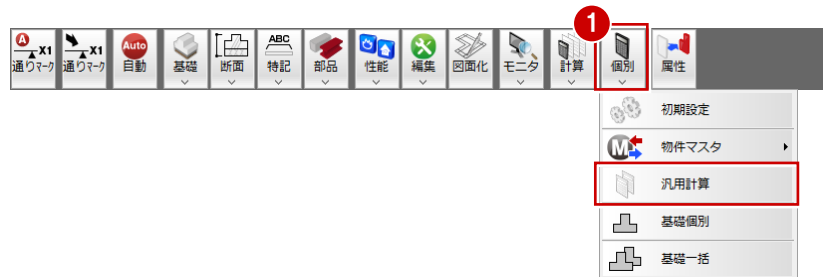 1
A X1 X1 Auto ABC
通りマーク 通りマーク 自動 基礎 断面 特記 部品 性能 編集 図面化 モニタ 計算 個別 属性
初期設定
M 物件マスタ
汎用計算
基礎個別
基礎一括